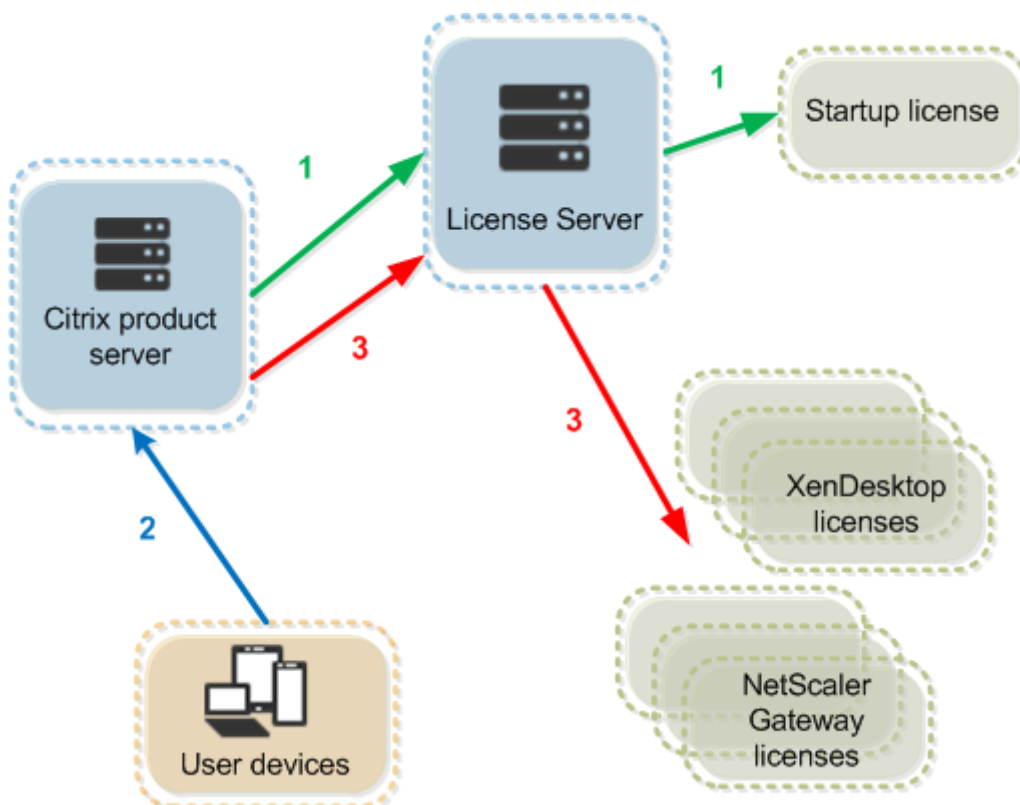 1
Startup license
1
License Server
Citrix product
server
3
3
XenDesktop
licenses
2
NetScaler
Gateway
licenses
User devices